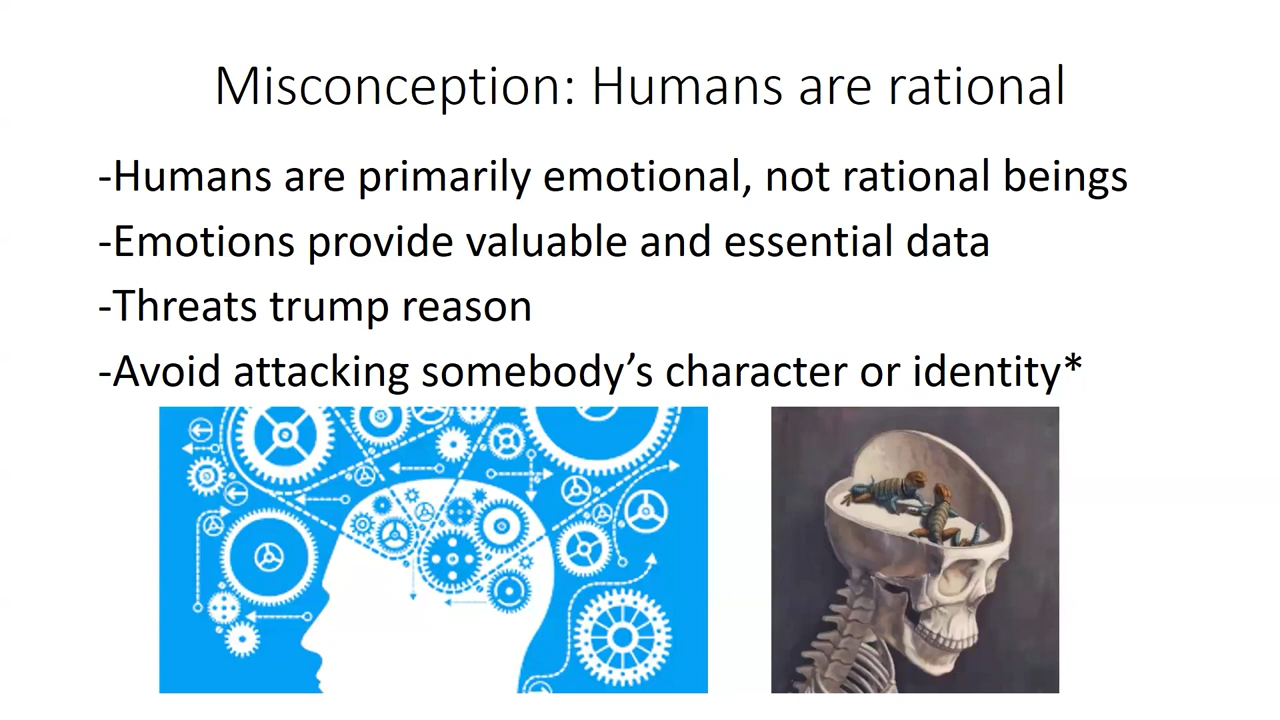 Misconception: Humans are rational
-Humans are primarily emotional, not rational beings
-Emotions provide valuable and essential data
-Threats trump reason
-Avoid attacking somebody’s character or identity*